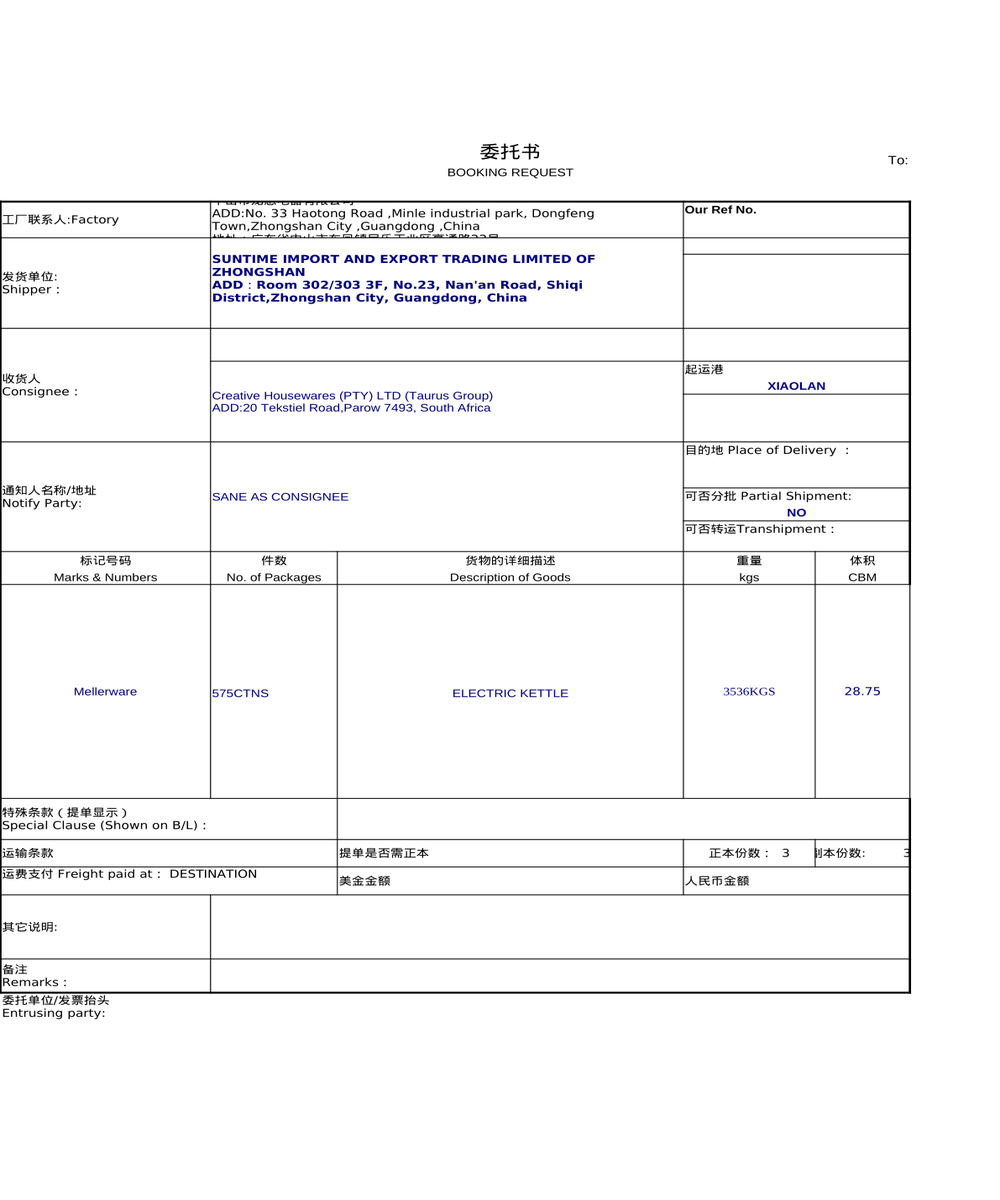 委托书
To:
BOOKING REQUEST
工厂联系人:Factory
ADD:No. 33 Haotong Road ,Minle industrial park, Dongfeng
Town,Zhongshan City ,Guangdong ,China
Our Ref No.
发货单位:
Shipper :
SUNTIME IMPORT AND EXPORT TRADING LIMITED OF
ZHONGSHAN
ADD : Room 302/303 3F, No.23, Nan'an Road, Shiqi
District,Zhongshan City, Guangdong, China
收货人
Consignee :
Creative Housewares (PTY) LTD (Taurus Group)
ADD:20 Tekstiel Road,Parow 7493, South Africa
起运港
XIAOLAN
通知人名称/地址
Notify Party:
SANE AS CONSIGNEE
目的地 Place of Delivery :
可否分批 Partial Shipment:
NO
可否转运Transhipment :
标记号码 件数 货物的详细描述 重量 体积
Marks & Numbers No. of Packages Description of Goods kgs CBM
Mellerware 575CTNS ELECTRIC KETTLE 3536KGS 28.75
特殊条款 ( 提单显示 )
Special Clause (Shown on B/L) :
运输条款 提单是否需正本 正本份数 : 3 副本份数: 3
运费支付 Freight paid at : DESTINATION 美金金额 人民币金额
其它说明:
备注
Remarks :
委托单位/发票抬头
Entrusing party: